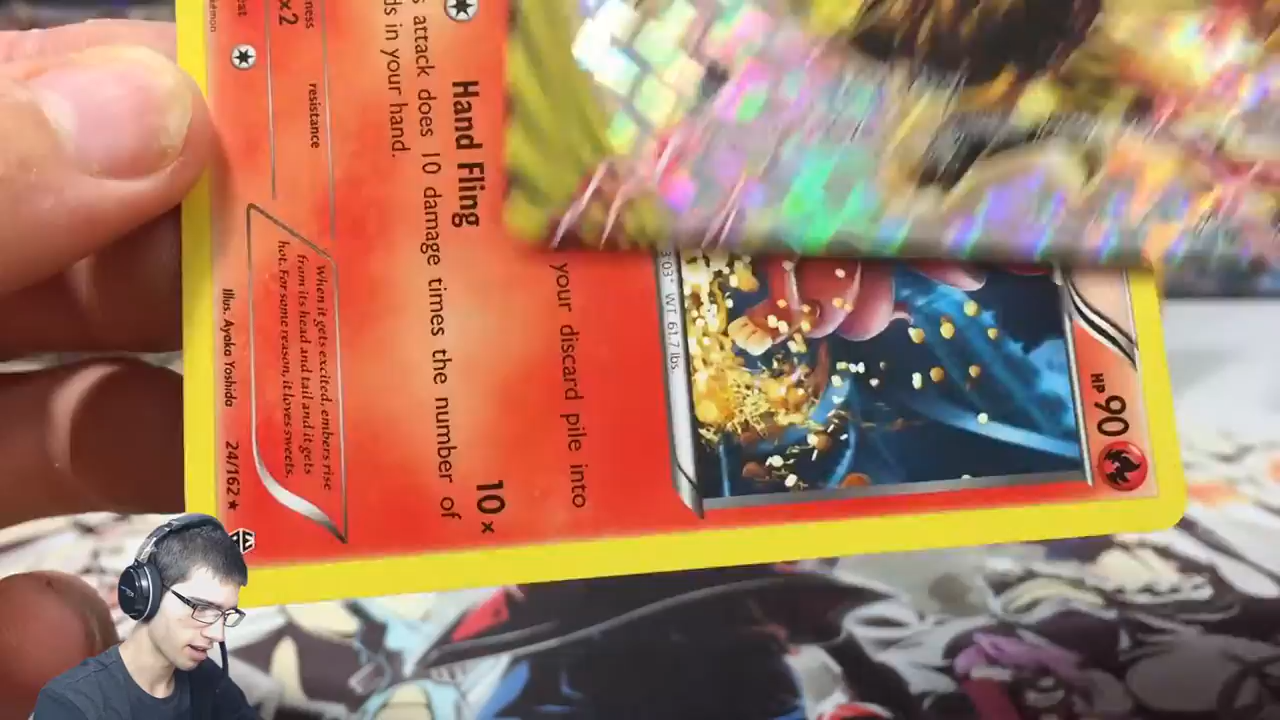 HP 90
3'03" WT. 61.7 lbs.
your discard pile into
Hand Fling 10×
attack does 10 damage times the number of
in your hand.
×2
resistance
When it gets excited, embers rise
from its head and tail and it gets
hot. For some reason, it loves sweets.
Illus. Ayaka Yoshida 24/162